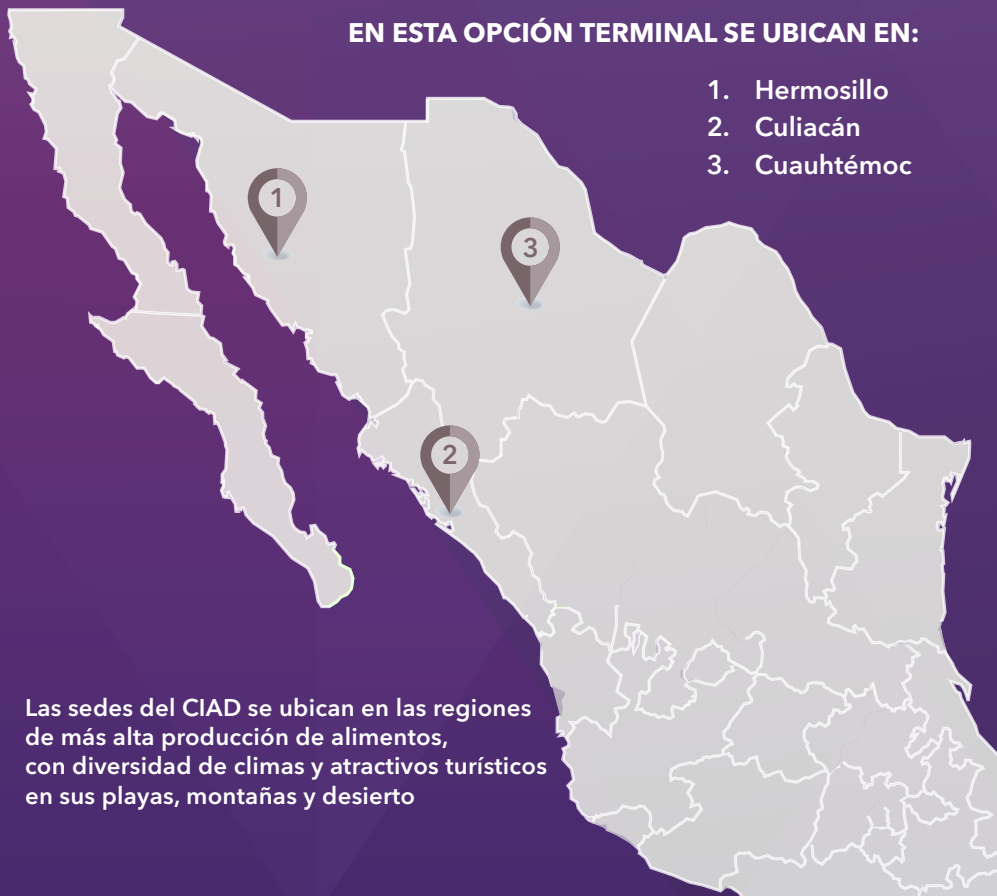 EN ESTA OPCIÓN TERMINAL SE UBICAN EN:
1. Hermosillo
2. Culiacán
3. Cuauhtémoc
1
3
2
Las sedes del CIAD se ubican en las regiones
de más alta producción de alimentos,
con diversidad de climas y atractivos turísticos
en sus playas, montañas y desierto